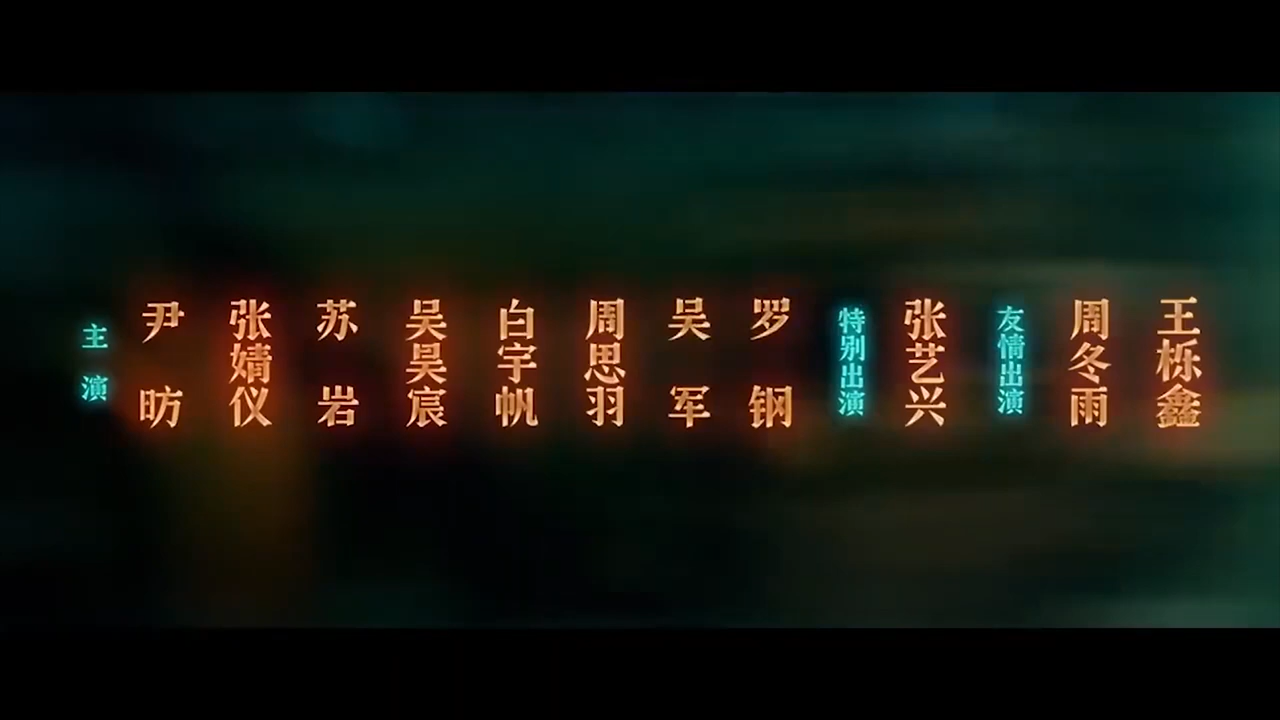 主演
尹昉
张婧仪
苏岩
吴昊宸
白宇帆
周思羽
吴军
罗钢
特别出演
张艺兴
友情出演
周冬雨
王栎鑫